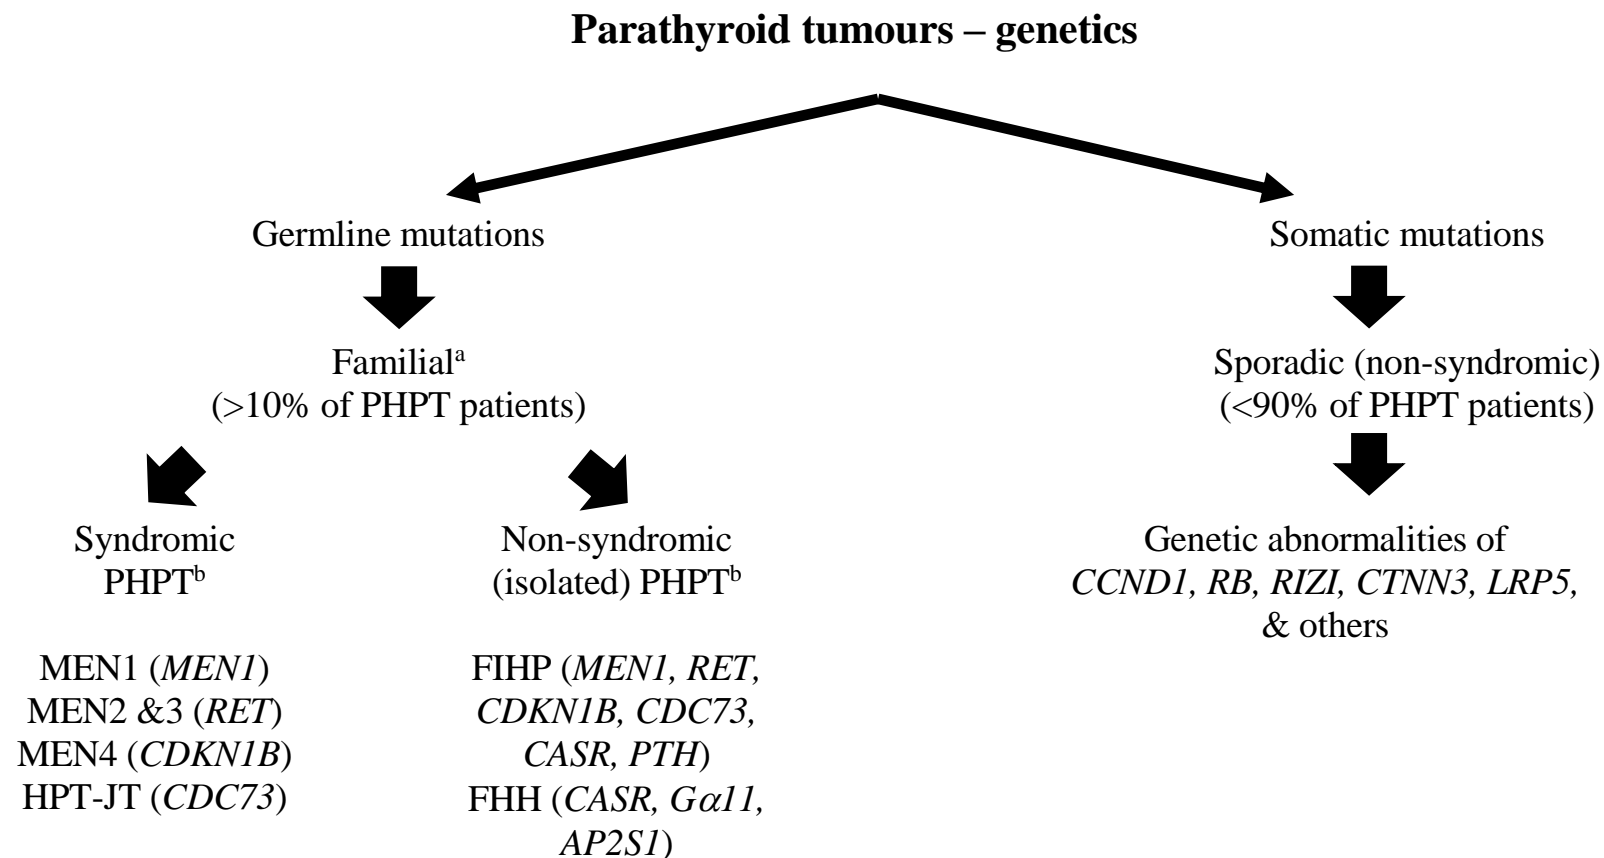 Parathyroid tumours – genetics
Germline mutations
Somatic mutations
Familialᵃ
(>10% of PHPT patients)
Sporadic (non-syndromic)
(<90% of PHPT patients)
Syndromic
PHPTᵇ
Non-syndromic
(isolated) PHPTᵇ
Genetic abnormalities of
CCND1, RB, RIZI, CTNN3, LRP5,
& others
MEN1 (MEN1)
MEN2 &3 (RET)
MEN4 (CDKN1B)
HPT-JT (CDC73)
FIHP (MEN1, RET,
CDKN1B, CDC73,
CASR, PTH)
FHH (CASR, Gα11,
AP2S1)